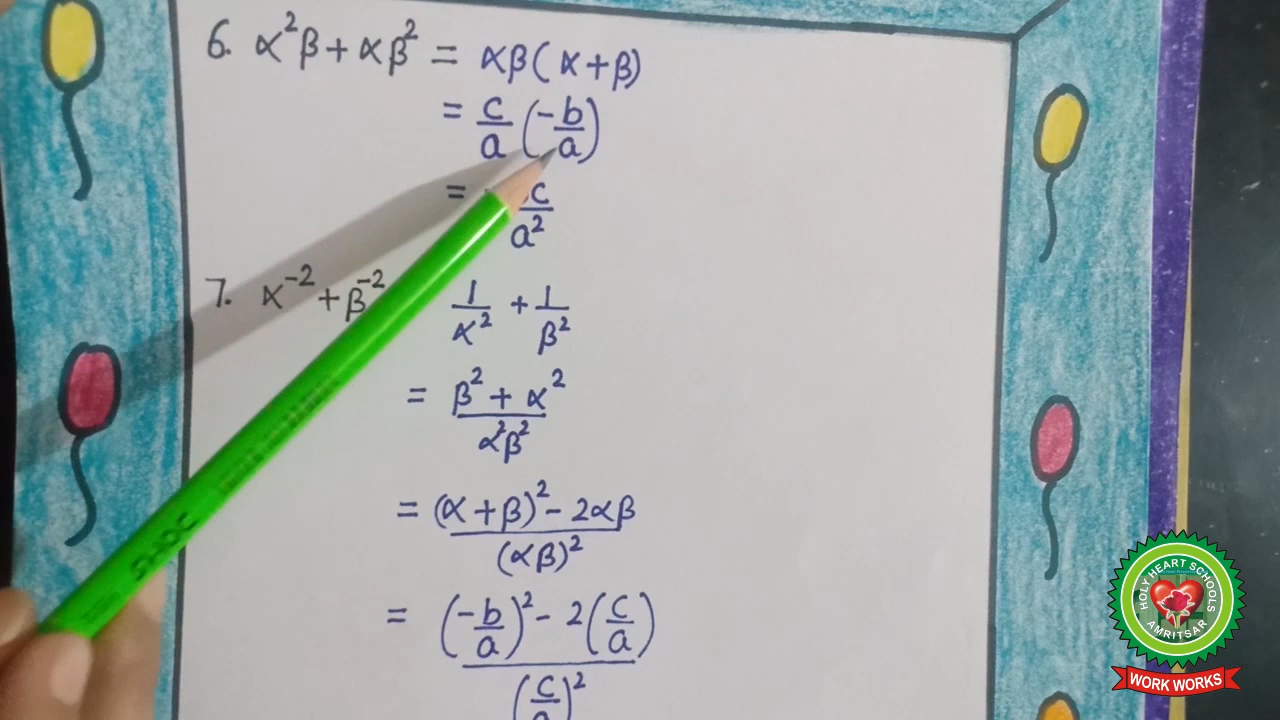 6. α²β + αβ² = αβ(α + β)
= c/a (-b/a)
= c/a²
7. α⁻² + β⁻² 1/α² + 1/β²
= β² + α² / α²β²
= (α + β)² - 2αβ / (αβ)²
= (-b/a)² - 2(c/a) / (c/a)²
HOLY HEART SCHOOLS
AMRITSAR
WORK WORKS